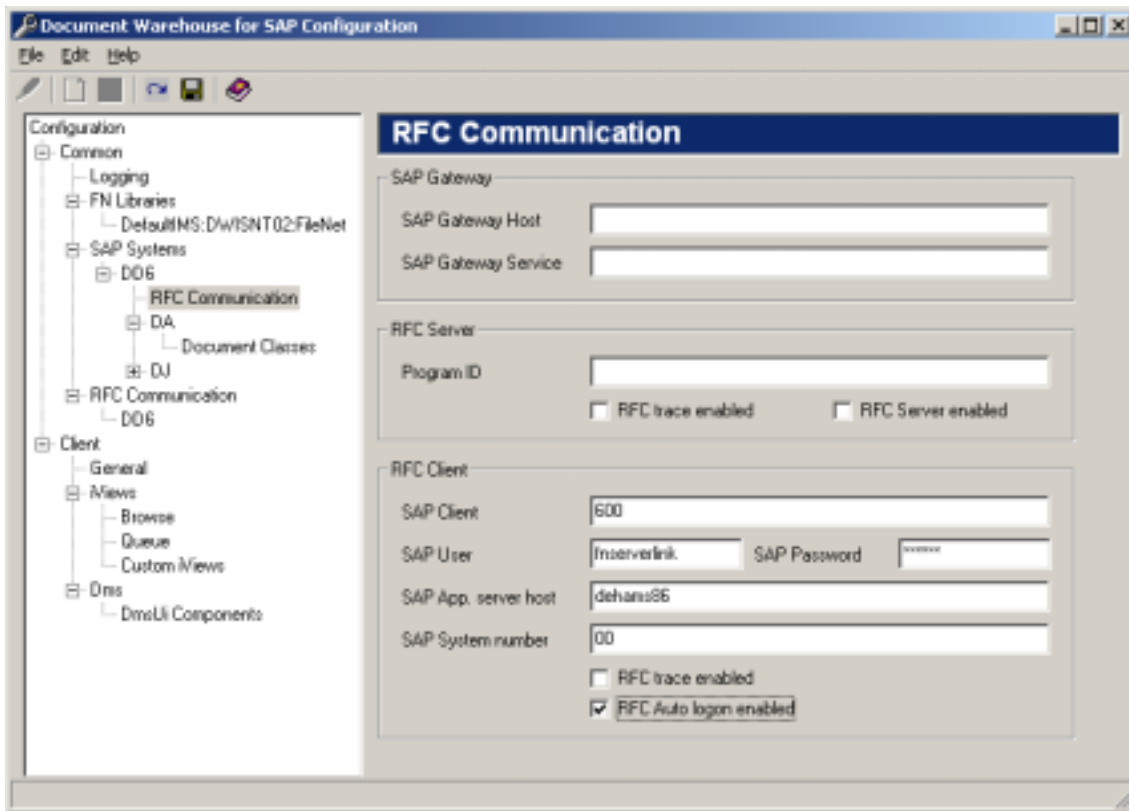 Document Warehouse for SAP Configuration
File Edit Help
Configuration
Common
Logging
FN Libraries
DefaultIMS:DWISNT02:FileNet
SAP Systems
DO6
RFC Communication
DA
Document Classes
DJ
RFC Communication
DO6
Client
General
iViews
Browse
Queue
Custom iViews
Dms
DmsUi Components
RFC Communication
SAP Gateway
SAP Gateway Host
SAP Gateway Service
RFC Server
Program ID
RFC trace enabled RFC Server enabled
RFC Client
SAP Client 600
SAP User fnserverlink SAP Password
SAP App. server host dehams86
SAP System number 00
RFC trace enabled
RFC Auto logon enabled